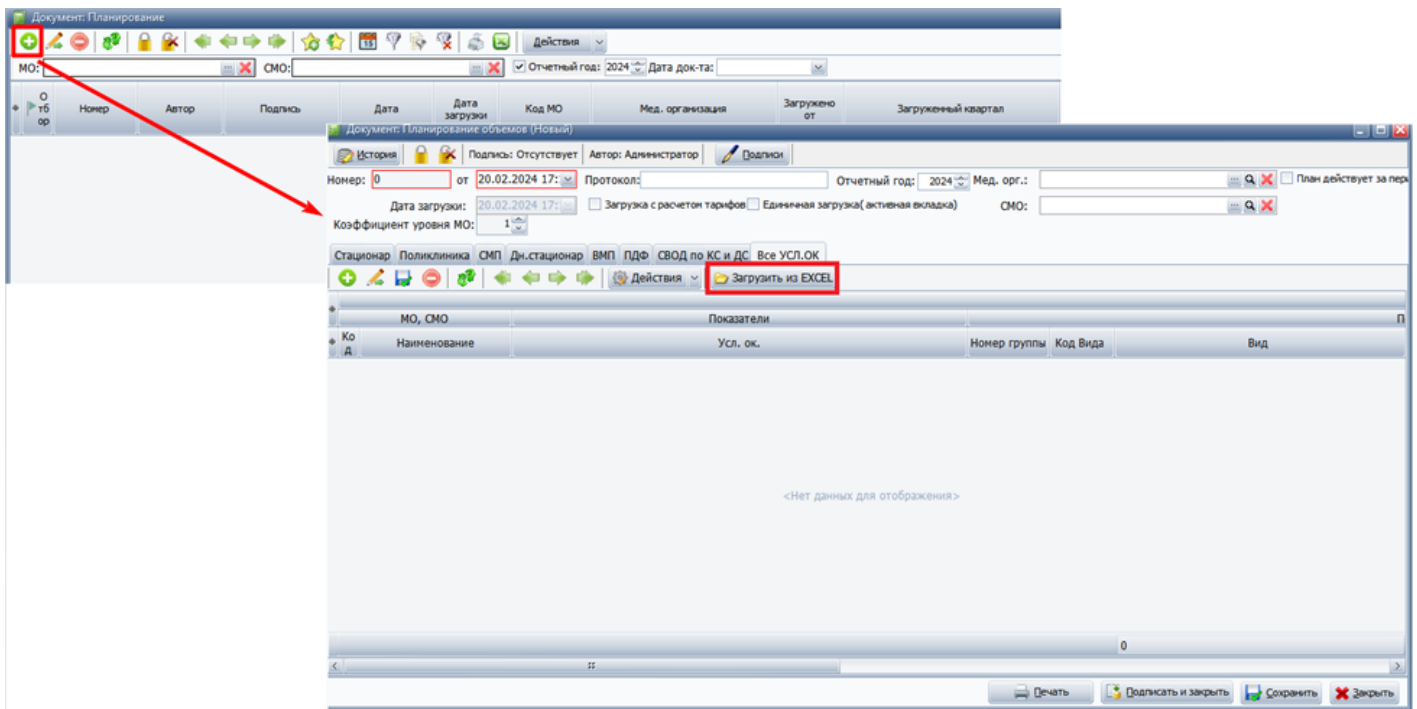 Документ: Планирование
Действия
МО: СМО: Отчетный год: 2024 Дата док-та:
Отбор Номер Автор Подпись Дата Дата загрузки Код МО Мед. организация Загружено от Загруженный квартал
Документ: Планирование объемов (Новый)
История Подпись: Отсутствует Автор: Администратор Подписи
Номер: 0 от 20.02.2024 17: Протокол: Отчетный год: 2024 Мед. орг.: План действует за пер
Дата загрузки: 20.02.2024 17: Загрузка с расчетом тарифов Единичная загрузка( активная вкладка) СМО:
Коэффициент уровня МО: 1
Стационар Поликлиника СМП Дн.стационар ВМП ПДФ СВОД по КС и ДС Все УСЛ.ОК
Действия Загрузить из EXCEL
МО, СМО Показатели П
Код Наименование Усл. ок. Номер группы Код Вида Вид
<Нет данных для отображения>
0
Печать Подписать и закрыть Сохранить Закрыть